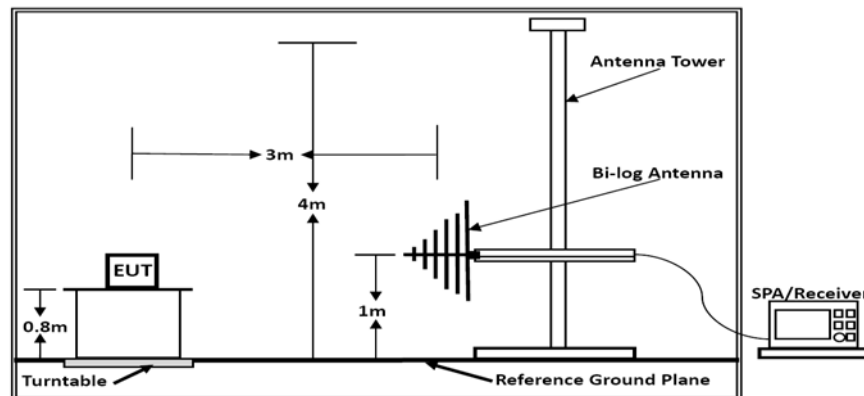 Antenna Tower
3m
Bi-log Antenna
4m
EUT
SPA/Receiver
0.8m
1m
Turntable
Reference Ground Plane